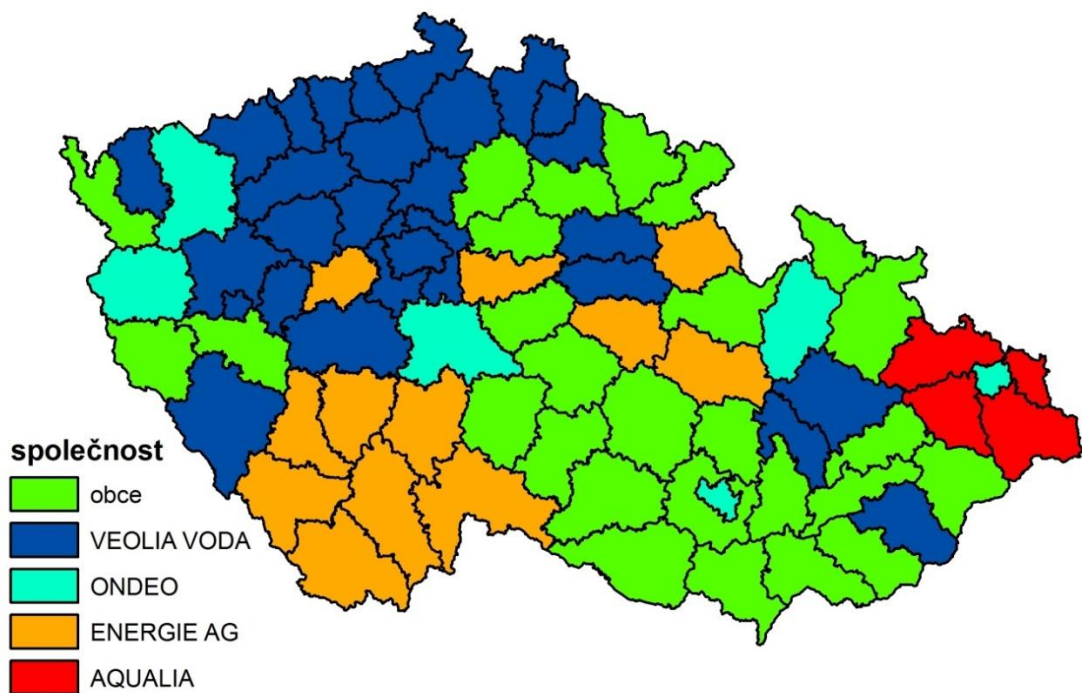 společnost
obce
VEOLIA VODA
ONDEO
ENERGIE AG
AQUALIA